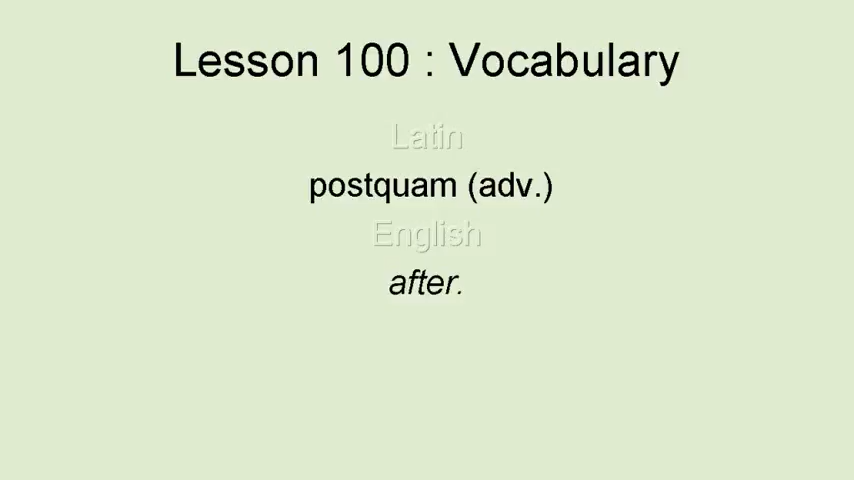 Lesson 100 : Vocabulary
Latin
postquam (adv.)
English
after.